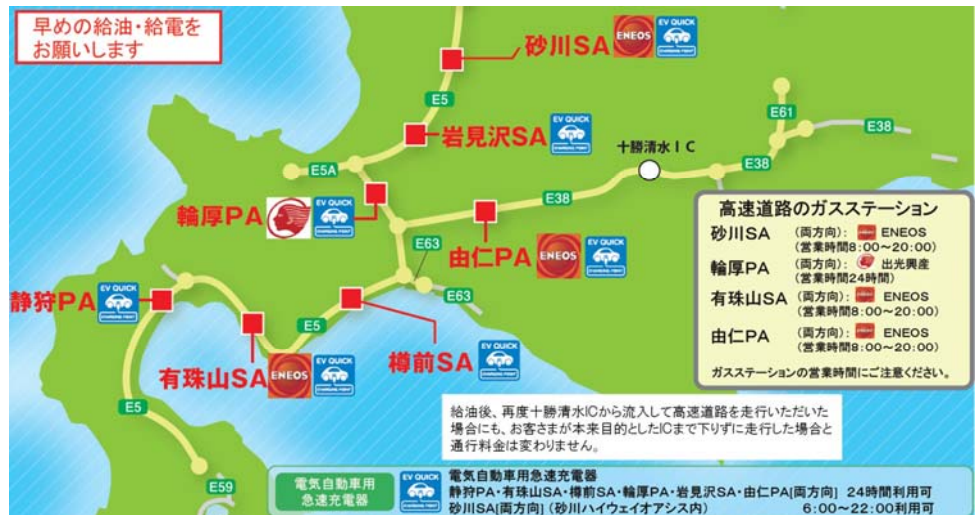 早めの給油・給電を
お願いします
砂川SA
ENEOS
EV QUICK
CHARGING POINT
E5
岩見沢SA
EV QUICK
CHARGING POINT
E61
E38
十勝清水IC
E38
E5A
E38
輪厚PA
EV QUICK
CHARGING POINT
由仁PA
ENEOS
EV QUICK
CHARGING POINT
E63
E63
静狩PA
EV QUICK
CHARGING POINT
E5
有珠山SA
ENEOS
EV QUICK
CHARGING POINT
樽前SA
EV QUICK
CHARGING POINT
E5
E59
高速道路のガスステーション
砂川SA (両方向): ENEOS
(営業時間8:00~20:00)
輪厚PA (両方向): 出光興産
(営業時間24時間)
有珠山SA (両方向): ENEOS
(営業時間8:00~20:00)
由仁PA (両方向): ENEOS
(営業時間8:00~20:00)
ガスステーションの営業時間にご注意ください。
給油後、再度十勝清水ICから流入して高速道路を走行いただいた
場合にも、お客さまが本来目的としたICまで下りずに走行した場合と
通行料金は変わりません。
電気自動車用
急速充電器
EV QUICK
CHARGING POINT
電気自動車用急速充電器
静狩PA・有珠山SA・樽前SA・輪厚PA・岩見沢SA・由仁PA[両方向] 24時間利用可
砂川SA[両方向] (砂川ハイウェイオアシス内) 6:00~22:00利用可